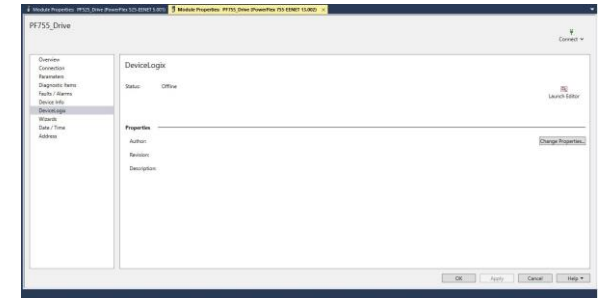 Module Properties: PF525_Drive (PowerFlex 525-EENET 5.001)
Module Properties: PF755_Drive (PowerFlex 755-EENET 13.002) ×
PF755_Drive
Connect
Overview
Connection
Parameters
Diagnostic Items
Faults / Alarms
Device Info
DeviceLogix
Wizards
Date / Time
Address
DeviceLogix
Status: Offline
Launch Editor
Properties
Author:
Change Properties...
Revision:
Description:
OK Apply Cancel Help